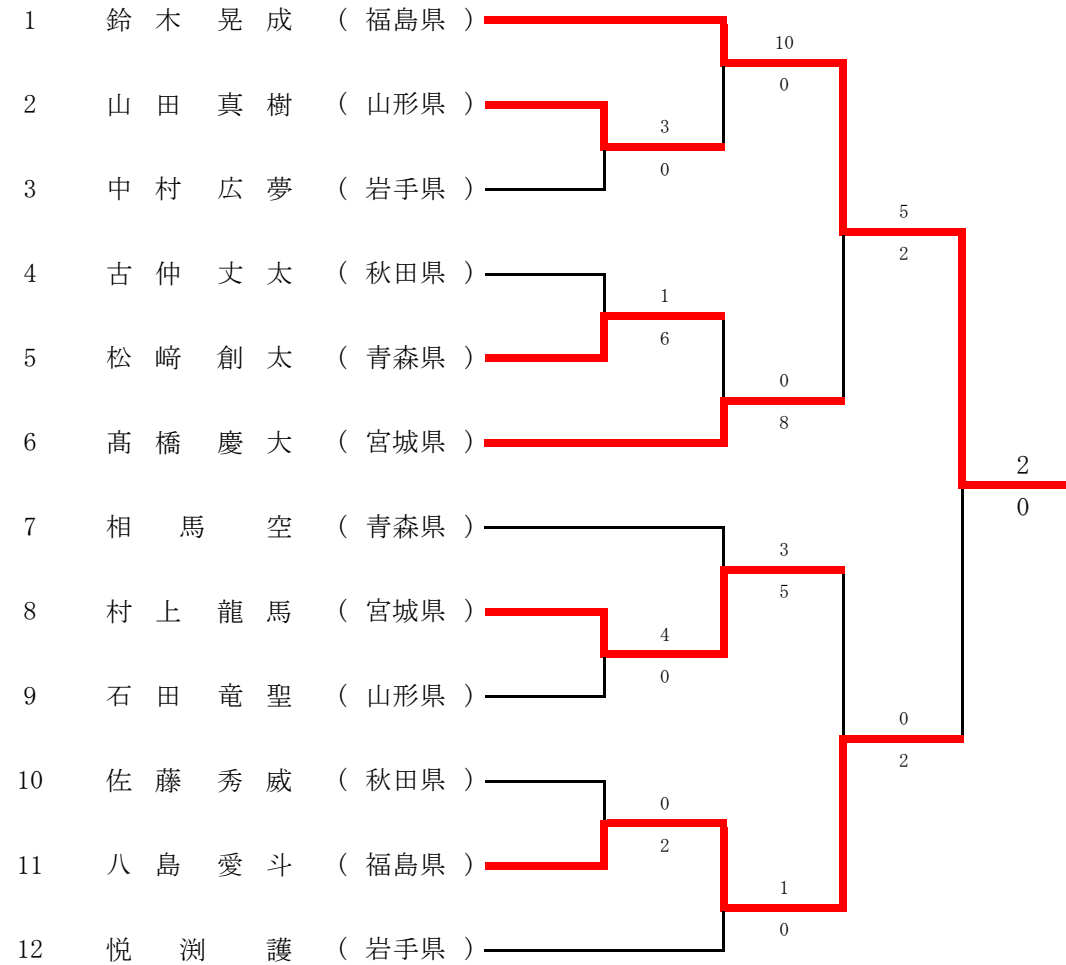 1 鈴木 晃成 ( 福島県 )
10
0
2 山田 真樹 ( 山形県 )
3
0
3 中村 広夢 ( 岩手県 )
5
2
4 古仲 丈太 ( 秋田県 )
1
6
5 松﨑 創太 ( 青森県 )
0
8
6 髙橋 慶大 ( 宮城県 )
2
0
7 相馬 空 ( 青森県 )
3
5
8 村上 龍馬 ( 宮城県 )
4
0
9 石田 竜聖 ( 山形県 )
0
2
10 佐藤 秀威 ( 秋田県 )
0
2
11 八島 愛斗 ( 福島県 )
1
0
12 悦渕 護 ( 岩手県 )